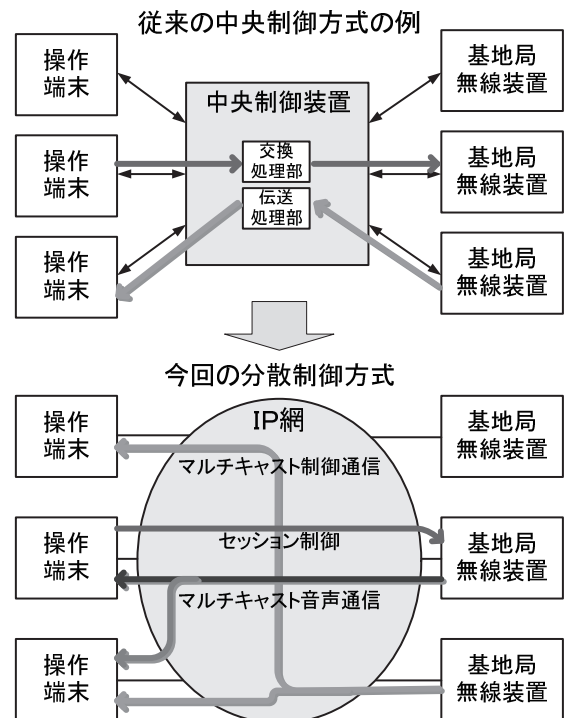 従来の中央制御方式の例
操作
端末
基地局
無線装置
中央制御装置
操作
端末
交換
処理部
基地局
無線装置
伝送
処理部
操作
端末
基地局
無線装置
今回の分散制御方式
操作
端末
IP網
基地局
無線装置
マルチキャスト制御通信
操作
端末
セッション制御
基地局
無線装置
マルチキャスト音声通信
操作
端末
基地局
無線装置